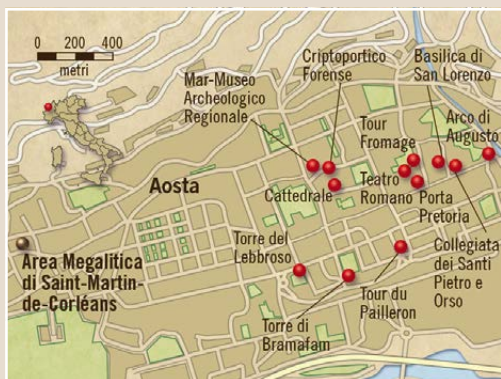 0 200 400
metri
Criptoportico
Forense
Basilica di
San Lorenzo
Mar-Museo
Archeologico
Regionale
Tour
Fromage
Arco di
Augusto
Aosta
Cattedrale
Teatro
Romano
Porta
Pretoria
Area Megalitica
di Saint-Martin-
de-Corléans
Torre del
Lebbroso
Collegiata
dei Santi
Pietro e
Orso
Torre di
Bramafam
Tour du
Pailleron